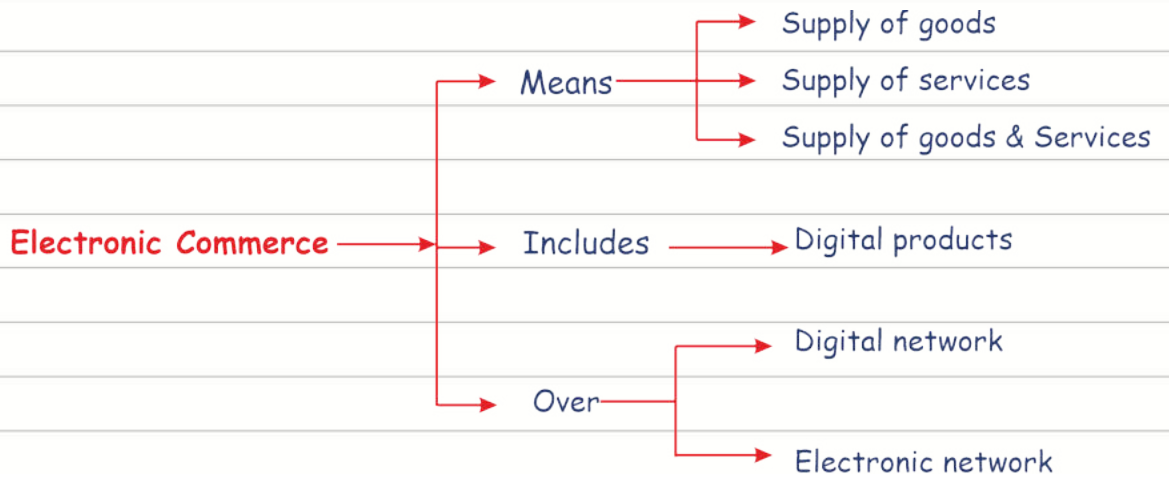 Supply of goods
Means
Supply of services
Supply of goods & Services
Electronic Commerce
Includes
Digital products
Digital network
Over
Electronic network